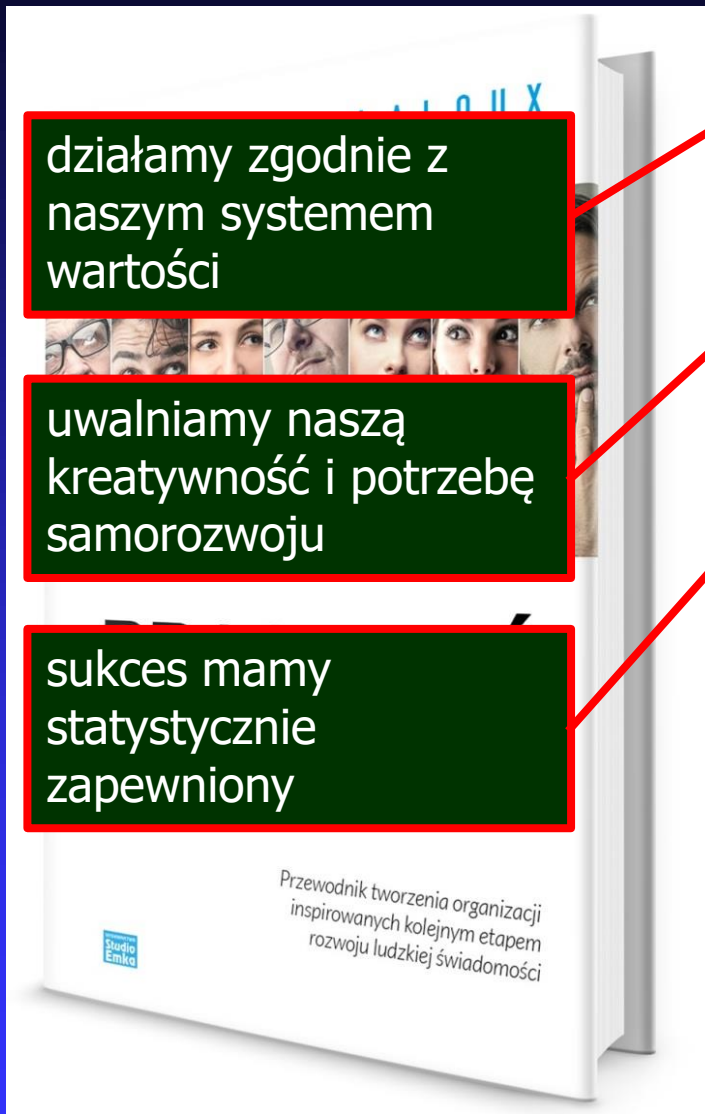 działamy zgodnie z
naszym systemem
wartości
uwalniamy naszą
kreatywność i potrzebę
samorozwoju
sukces mamy
statystycznie
zapewniony
Przewodnik tworzenia organizacji
inspirowanych kolejnym etapem
rozwoju ludzkiej świadomości
Studio
Emka